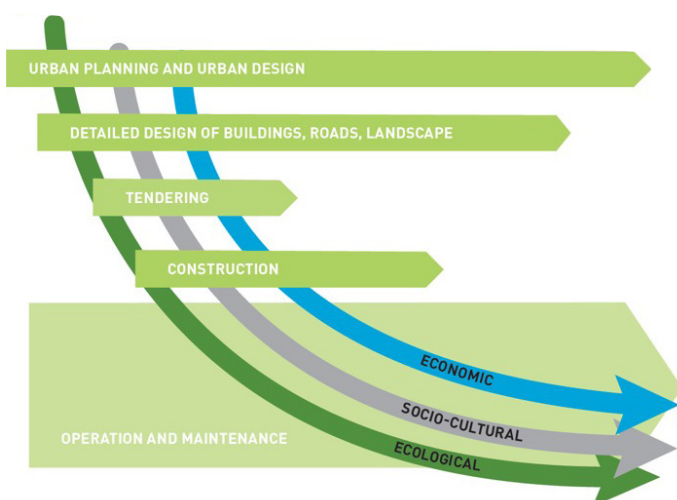 URBAN PLANNING AND URBAN DESIGN
DETAILED DESIGN OF BUILDINGS, ROADS, LANDSCAPE
TENDERING
CONSTRUCTION
ECONOMIC
SOCIO-CULTURAL
OPERATION AND MAINTENANCE
ECOLOGICAL